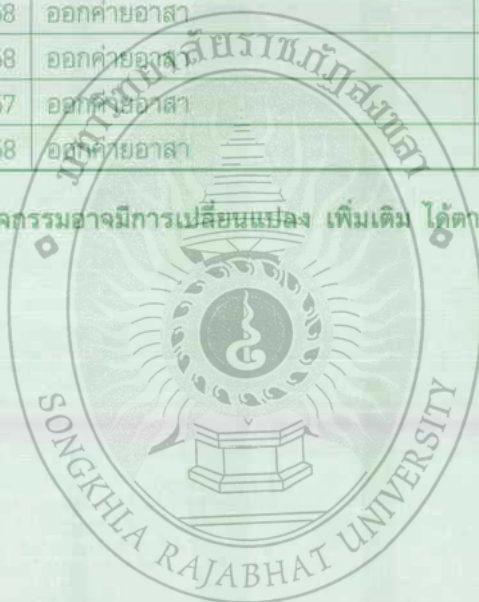 58 ออกค่ายอาสา
58 ออกค่ายอาสา
57 ออกค่ายอาสา
58 ออกค่ายอาสา
จกรรมอาจมีการเปลี่ยนแปลง เพิ่มเติม ได้ตา
มหาวิทยาลัยราชภัฏสงขลา
SONGKHLA RAJABHAT UNIVERSITY